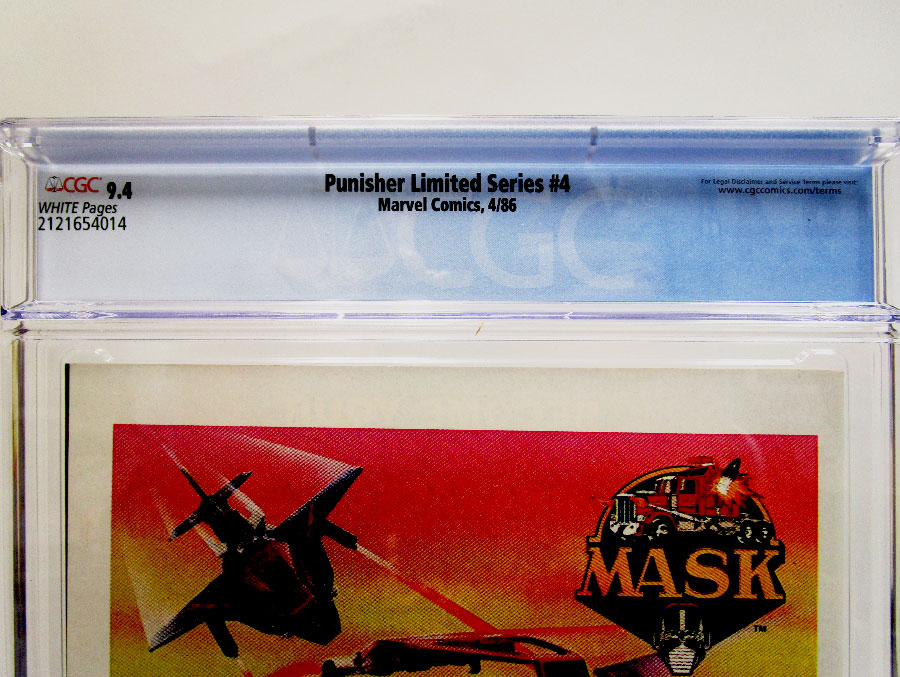 CGC 9.4
WHITE Pages
2121654014
Punisher Limited Series #4
Marvel Comics, 4/86
For Legal Disclaimer and Service Terms please visit:
www.cgccomics.com/terms
CGC
MASK
TM